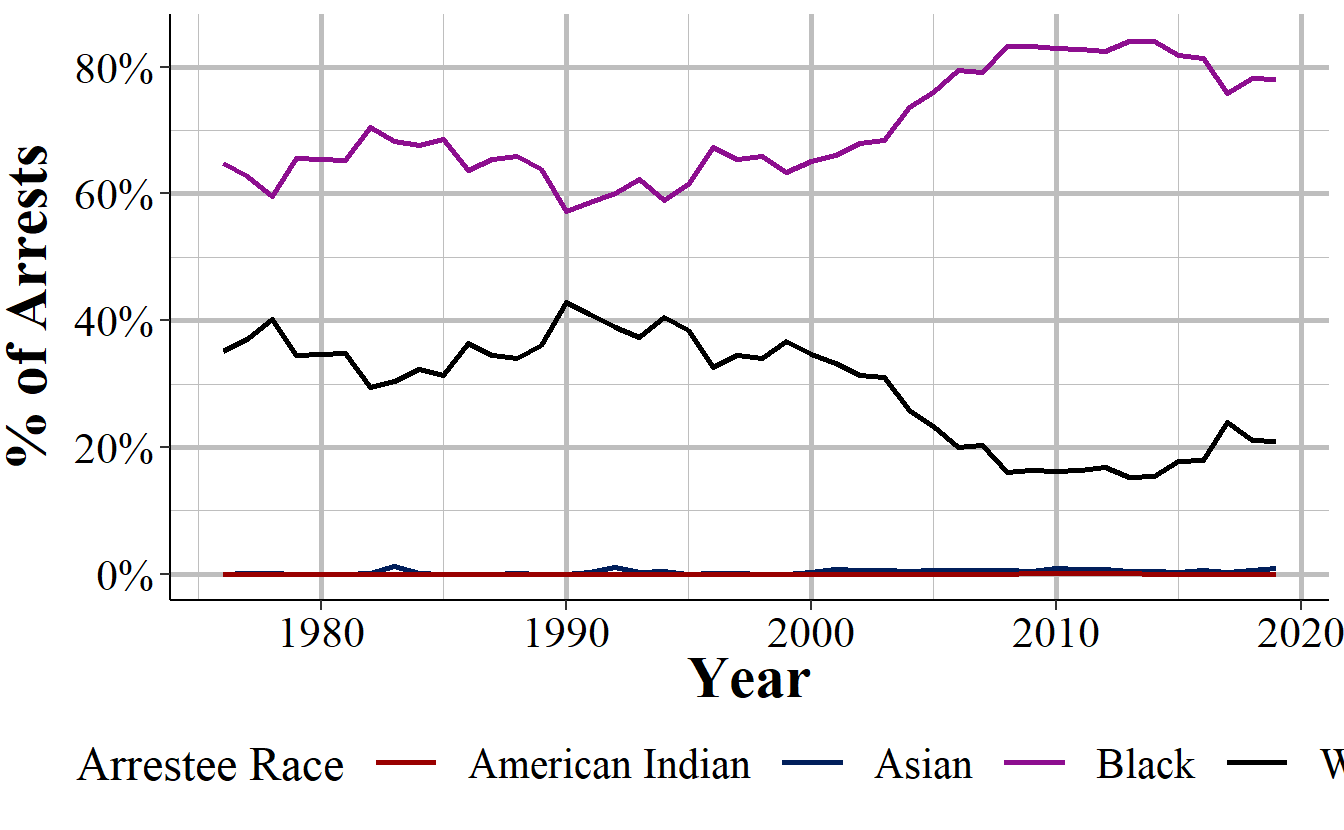 % of Arrests
80%
60%
40%
20%
0%
1980 1990 2000 2010 2020
Year
Arrestee Race American Indian Asian Black